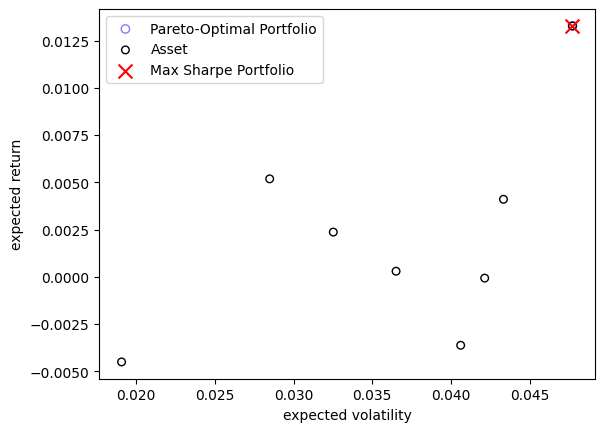 Pareto-Optimal Portfolio
Asset
Max Sharpe Portfolio
0.0125
0.0100
0.0075
0.0050
0.0025
0.0000
−0.0025
−0.0050
expected return
0.020
0.025
0.030
0.035
0.040
0.045
expected volatility